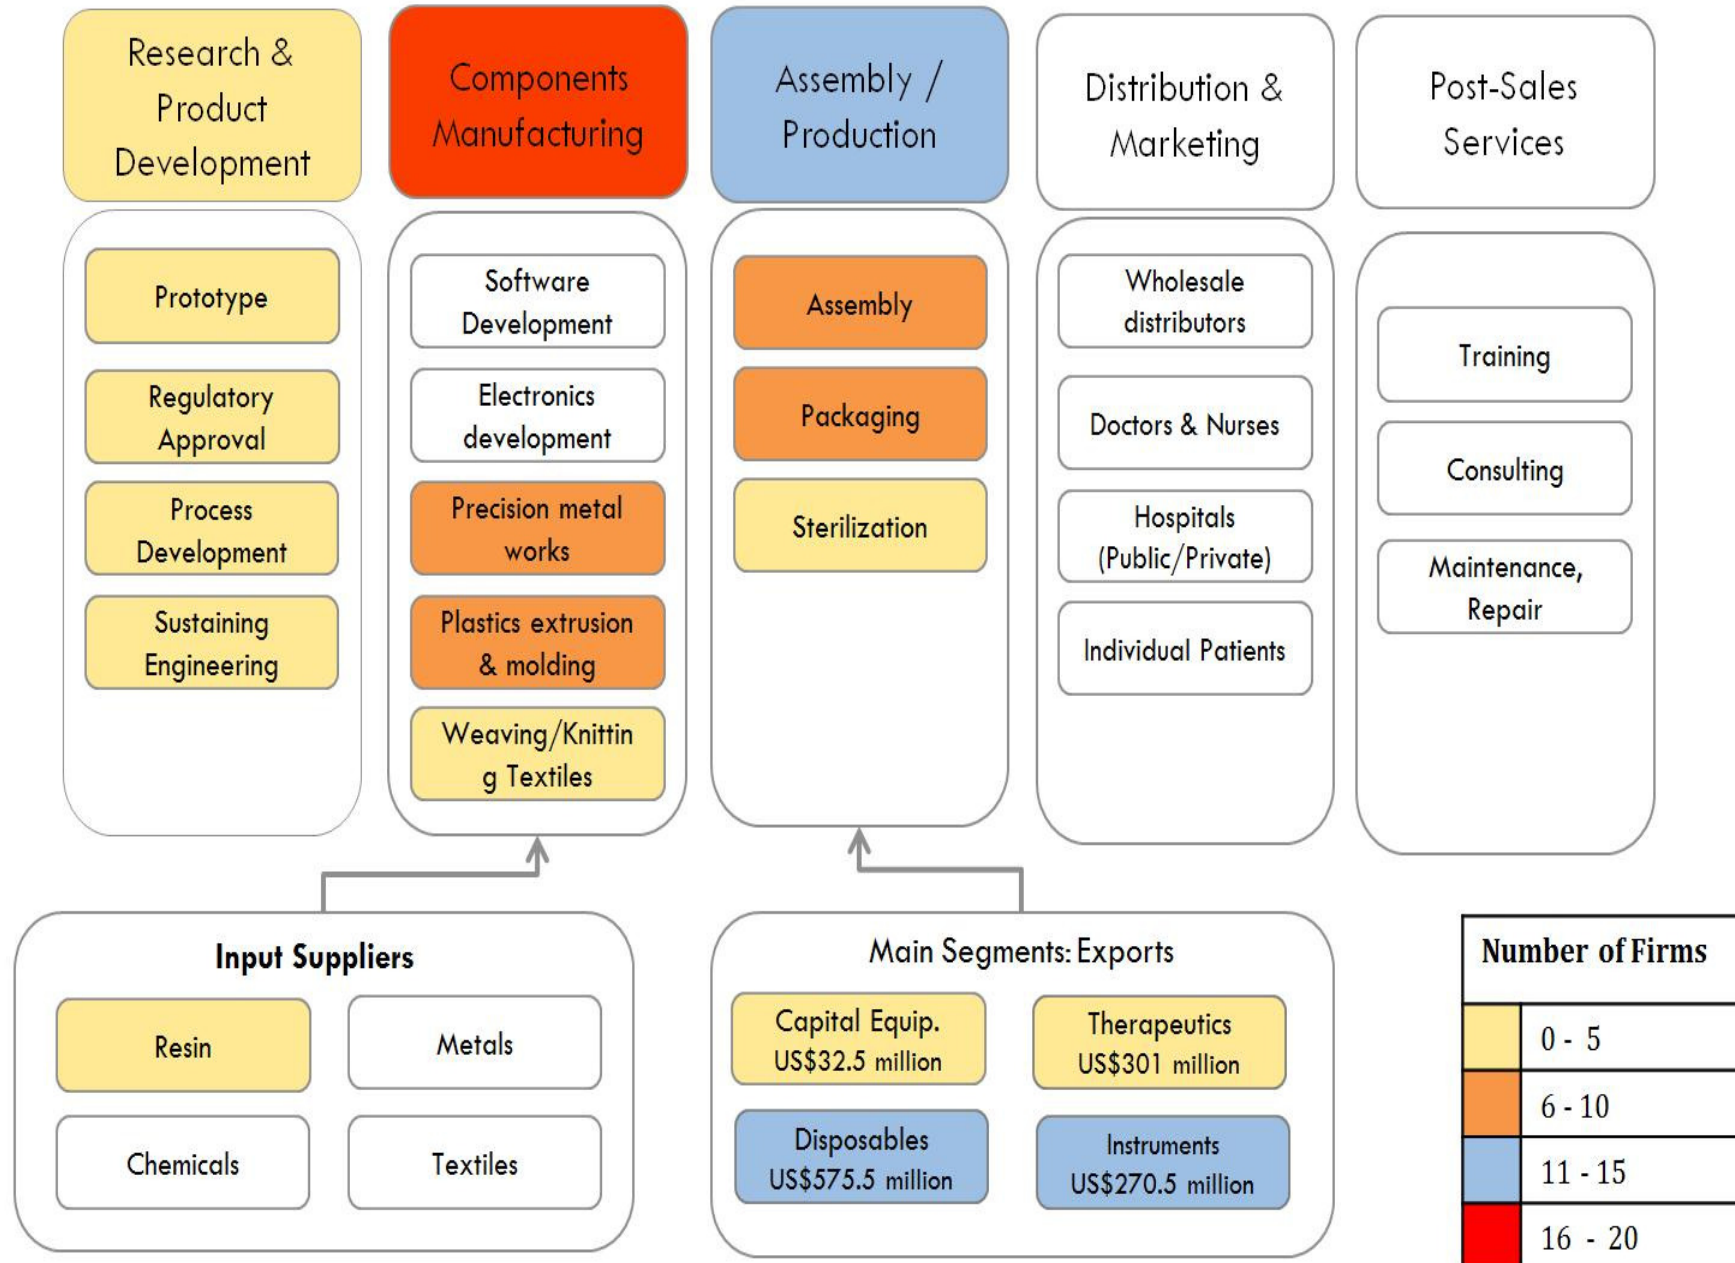 Research &
Product
Development
Components
Manufacturing
Assembly /
Production
Distribution &
Marketing
Post-Sales
Services
Prototype
Regulatory
Approval
Process
Development
Sustaining
Engineering
Software
Development
Electronics
development
Precision metal
works
Plastics extrusion
& molding
Weaving/Knittin
g Textiles
Assembly
Packaging
Sterilization
Wholesale
distributors
Doctors & Nurses
Hospitals
(Public/Private)
Individual Patients
Training
Consulting
Maintenance,
Repair
Input Suppliers
Resin
Metals
Chemicals
Textiles
Main Segments: Exports
Capital Equip.
US$32.5 million
Therapeutics
US$301 million
Disposables
US$575.5 million
Instruments
US$270.5 million
Number of Firms
0 - 5
6 - 10
11 - 15
16 - 20